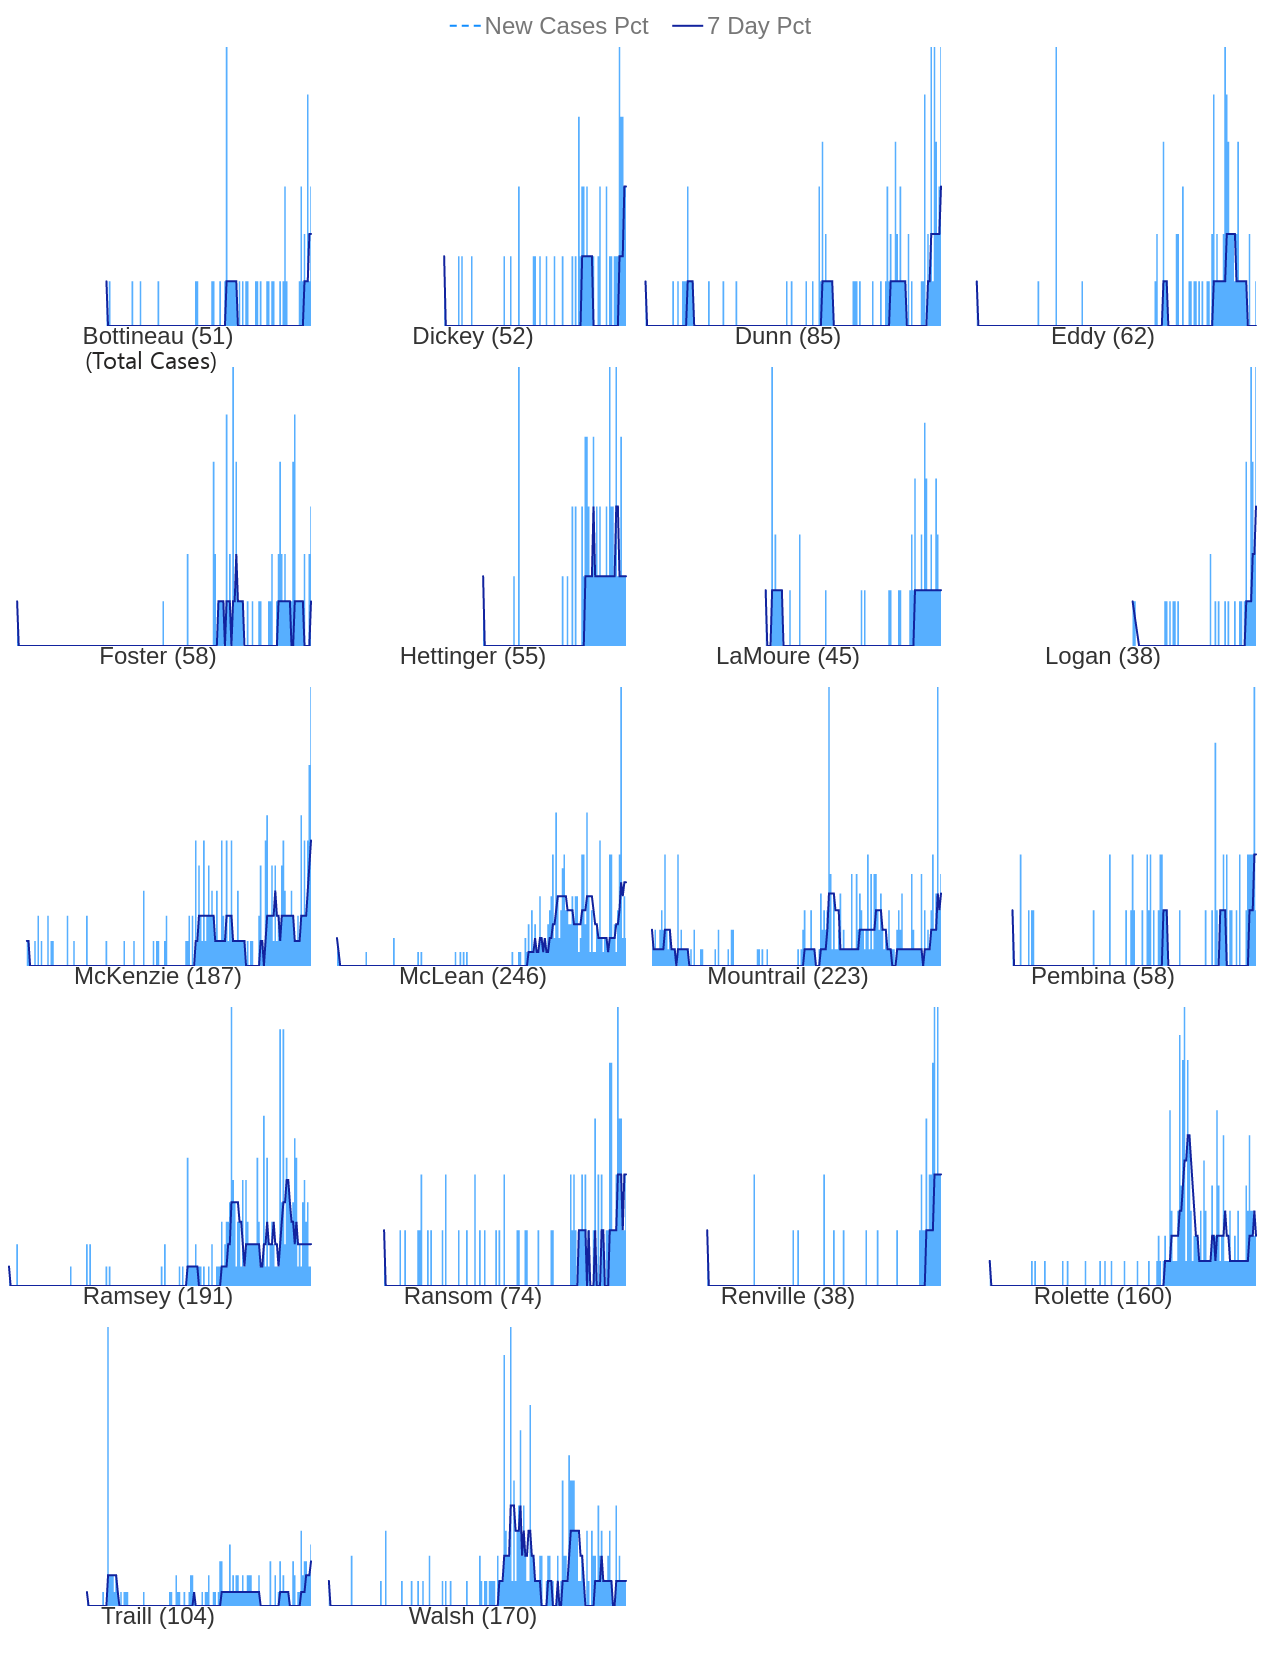 New Cases Pct 7 Day Pct
Bottineau (51) Dickey (52) Dunn (85) Eddy (62)
(Total Cases)
Foster (58) Hettinger (55) LaMoure (45) Logan (38)
McKenzie (187) McLean (246) Mountrail (223) Pembina (58)
Ramsey (191) Ransom (74) Renville (38) Rolette (160)
Traill (104) Walsh (170)